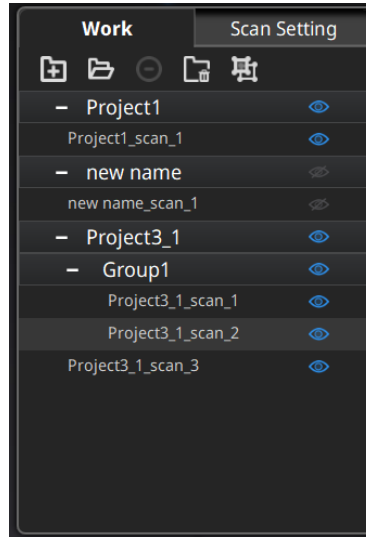 Work Scan Setting
Project1
Project1_scan_1
new name
new name_scan_1
Project3_1
Group1
Project3_1_scan_1
Project3_1_scan_2
Project3_1_scan_3